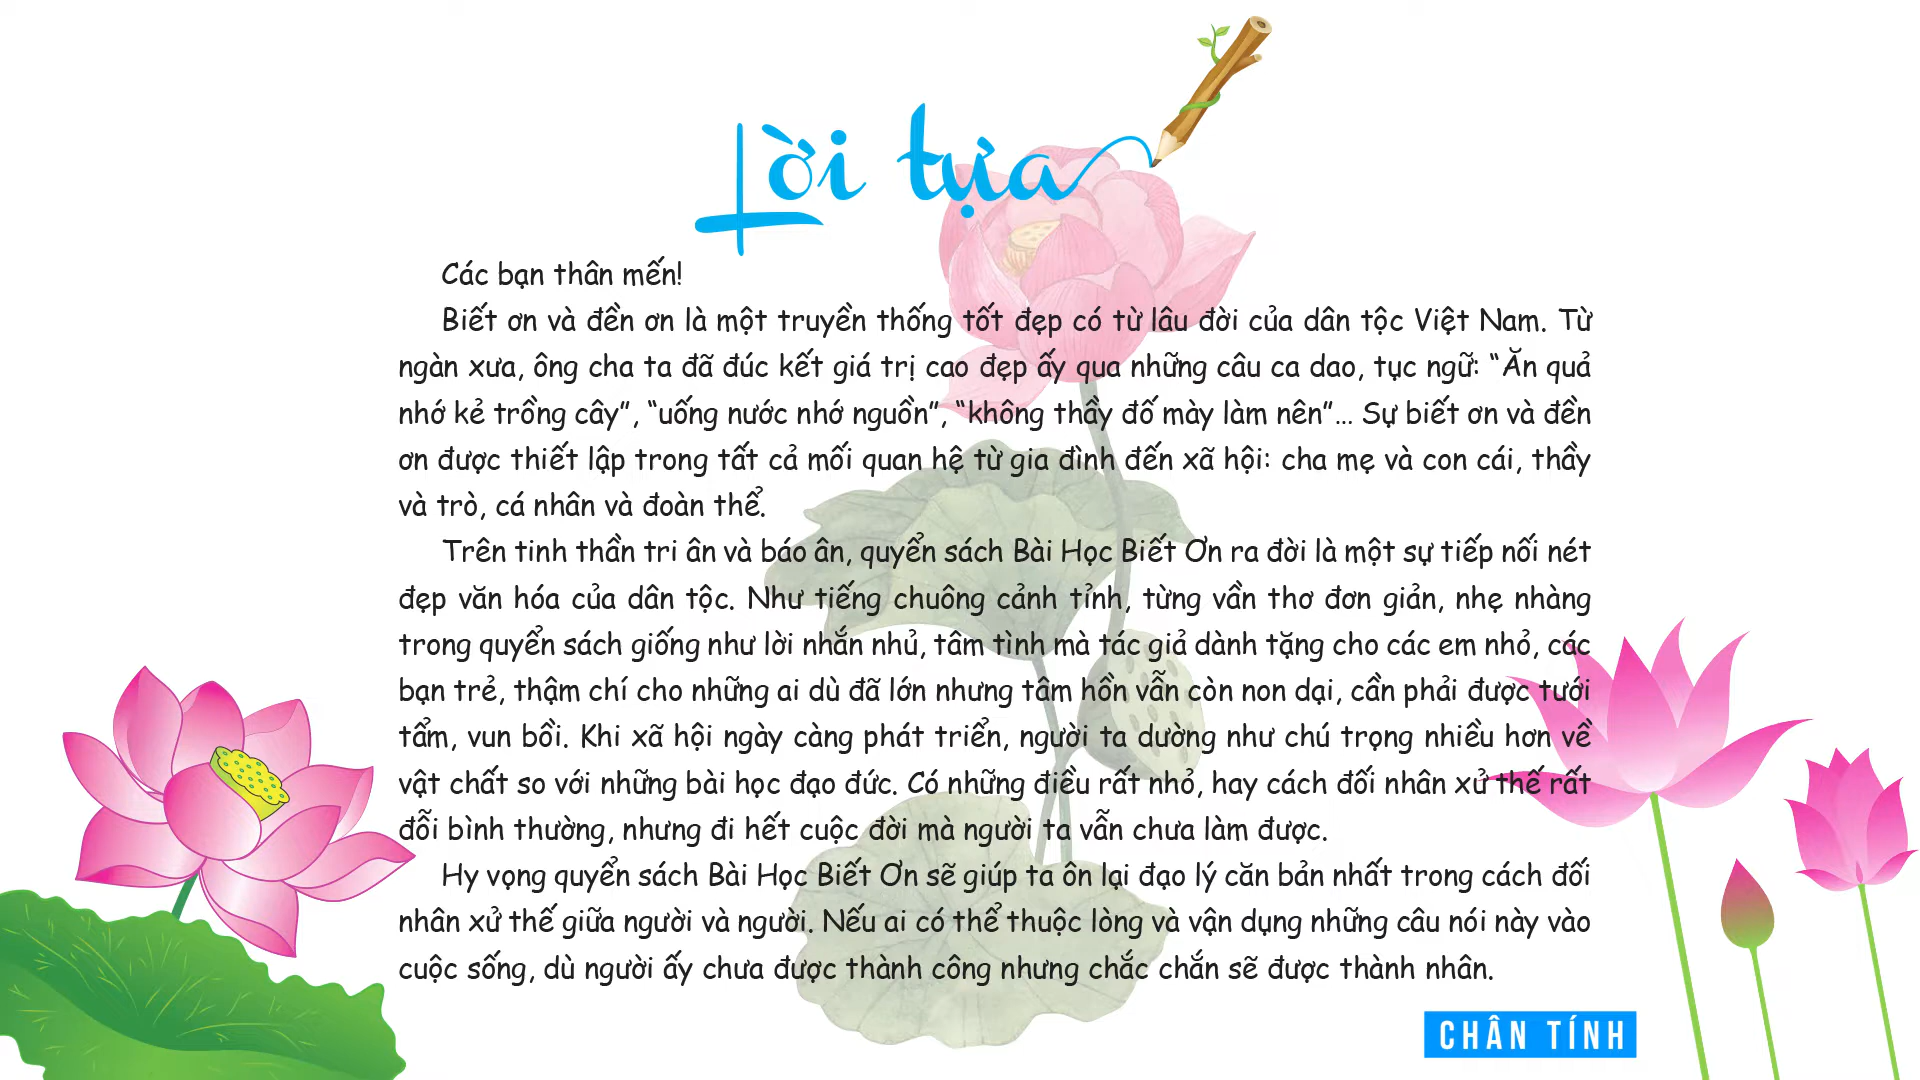 Lời tựa
Các bạn thân mến!
Biết ơn và đền ơn là một truyền thống tốt đẹp có từ lâu đời của dân tộc Việt Nam. Từ
ngàn xưa, ông cha ta đã đúc kết giá trị cao đẹp ấy qua những câu ca dao, tục ngữ: “Ăn quả
nhớ kẻ trồng cây”, “uống nước nhớ nguồn”, “không thầy đố mày làm nên”... Sự biết ơn và đền
ơn được thiết lập trong tất cả mối quan hệ từ gia đình đến xã hội: cha mẹ và con cái, thầy
và trò, cá nhân và đoàn thể.
Trên tinh thần tri ân và báo ân, quyển sách Bài Học Biết Ơn ra đời là một sự tiếp nối nét
đẹp văn hóa của dân tộc. Như tiếng chuông cảnh tỉnh, từng vần thơ đơn giản, nhẹ nhàng
trong quyển sách giống như lời nhắn nhủ, tâm tình mà tác giả dành tặng cho các em nhỏ, các
bạn trẻ, thậm chí cho những ai dù đã lớn nhưng tâm hồn vẫn còn non dại, cần phải được tưới
tẩm, vun bồi. Khi xã hội ngày càng phát triển, người ta dường như chú trọng nhiều hơn về
vật chất so với những bài học đạo đức. Có những điều rất nhỏ, hay cách đối nhân xử thế rất
đỗi bình thường, nhưng đi hết cuộc đời mà người ta vẫn chưa làm được.
Hy vọng quyển sách Bài Học Biết Ơn sẽ giúp ta ôn lại đạo lý căn bản nhất trong cách đối
nhân xử thế giữa người và người. Nếu ai có thể thuộc lòng và vận dụng những câu nói này vào
cuộc sống, dù người ấy chưa được thành công nhưng chắc chắn sẽ được thành nhân.
CHÂN TÍNH